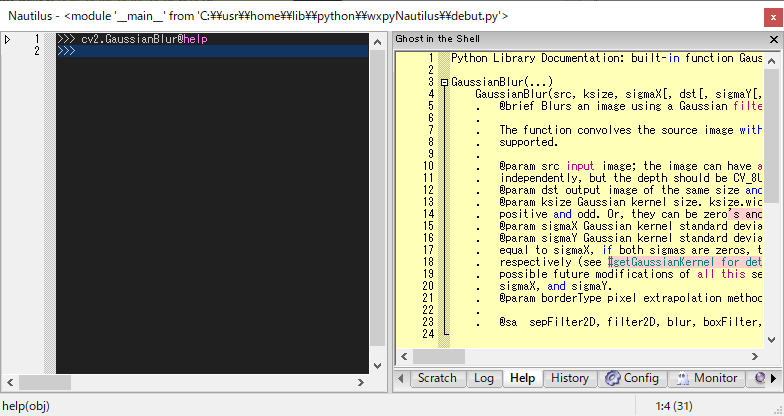 Nautilus - <module '__main__' from 'C:¥¥usr¥¥home¥¥lib¥¥python¥¥wxpyNautilus¥¥debut.py'>
1 >>> cv2.GaussianBlur@help
2 >>>
Ghost in the Shell
1 Python Library Documentation: built-in function Gaus
2
3 GaussianBlur(...)
4 GaussianBlur(src, ksize, sigmaX[, dst[, sigmaY[,
5 . @brief Blurs an image using a Gaussian filte
6 .
7 . The function convolves the source image with
8 . supported.
9 .
10 . @param src input image; the image can have a
11 . independently, but the depth should be CV_8U
12 . @param dst output image of the same size and
13 . @param ksize Gaussian kernel size. ksize.wid
14 . positive and odd. Or, they can be zero's and
15 . @param sigmaX Gaussian kernel standard devia
16 . @param sigmaY Gaussian kernel standard devia
17 . equal to sigmaX, if both sigmas are zeros, t
18 . respectively (see #getGaussianKernel for det
19 . possible future modifications of all this se
20 . sigmaX, and sigmaY.
21 . @param borderType pixel extrapolation method
22 .
23 . @sa sepFilter2D, filter2D, blur, boxFilter,
24
Scratch Log Help History Config Monitor
help(obj)
1:4 (31)